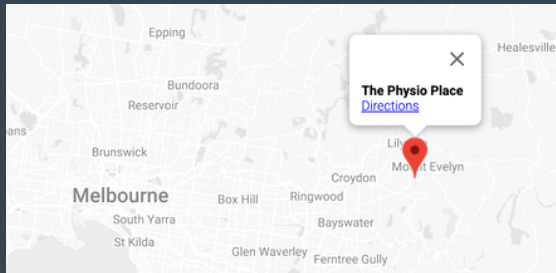 Epping
Healesville
The Physio Place
Directions
Bundoora
Reservoir
ans
Brunswick
Mount Evelyn
Croydon
Melbourne
Box Hill
Ringwood
South Yarra
Bayswater
St Kilda
Glen Waverley
Ferntree Gully